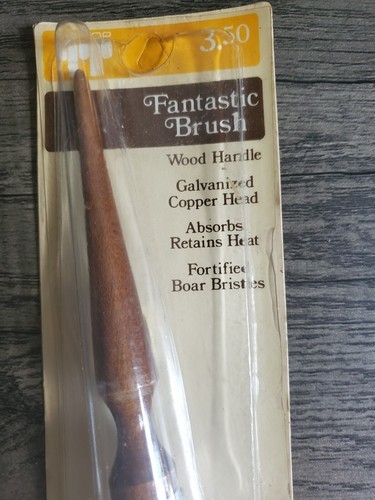 3.50
Fantastic
Brush
Wood Handle
Galvanized
Copper Head
Absorbs
Retains Heat
Fortified
Boar Bristles